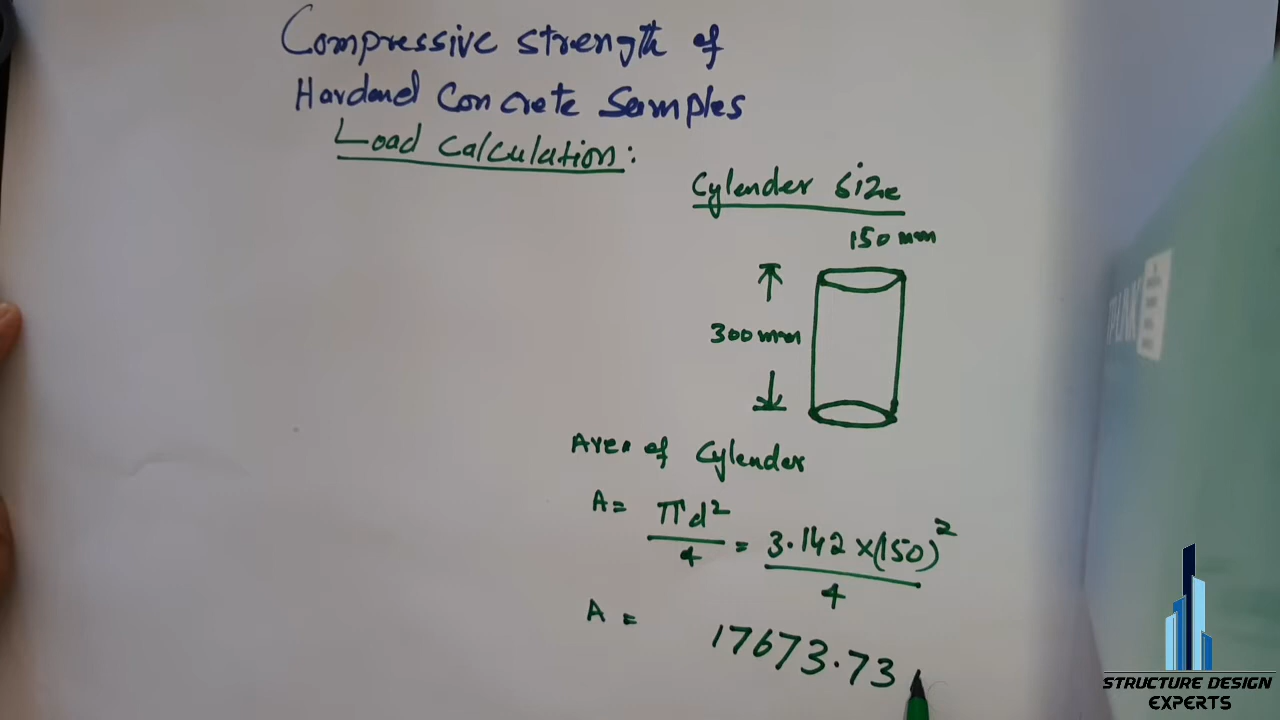 Compressive strength of
Hardened Concrete Samples
Load Calculation:
Cylender size
150 mm
300 mm
Area of Cylender
A = πd² / 4 = 3.142 × (150)² / 4
A = 17673.73
STRUCTURE DESIGN
EXPERTS